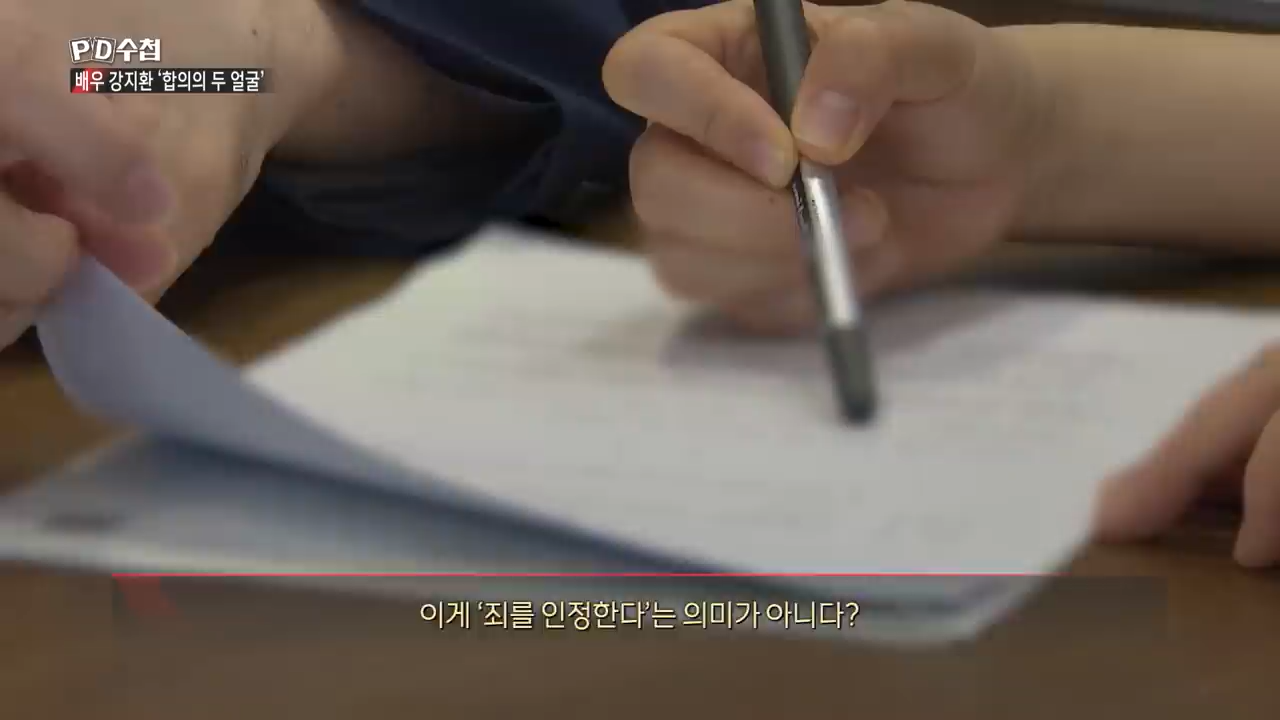 PD수첩
배우 강지환 ‘합의의 두 얼굴’
이게 ‘죄를 인정한다’는 의미가 아니다?